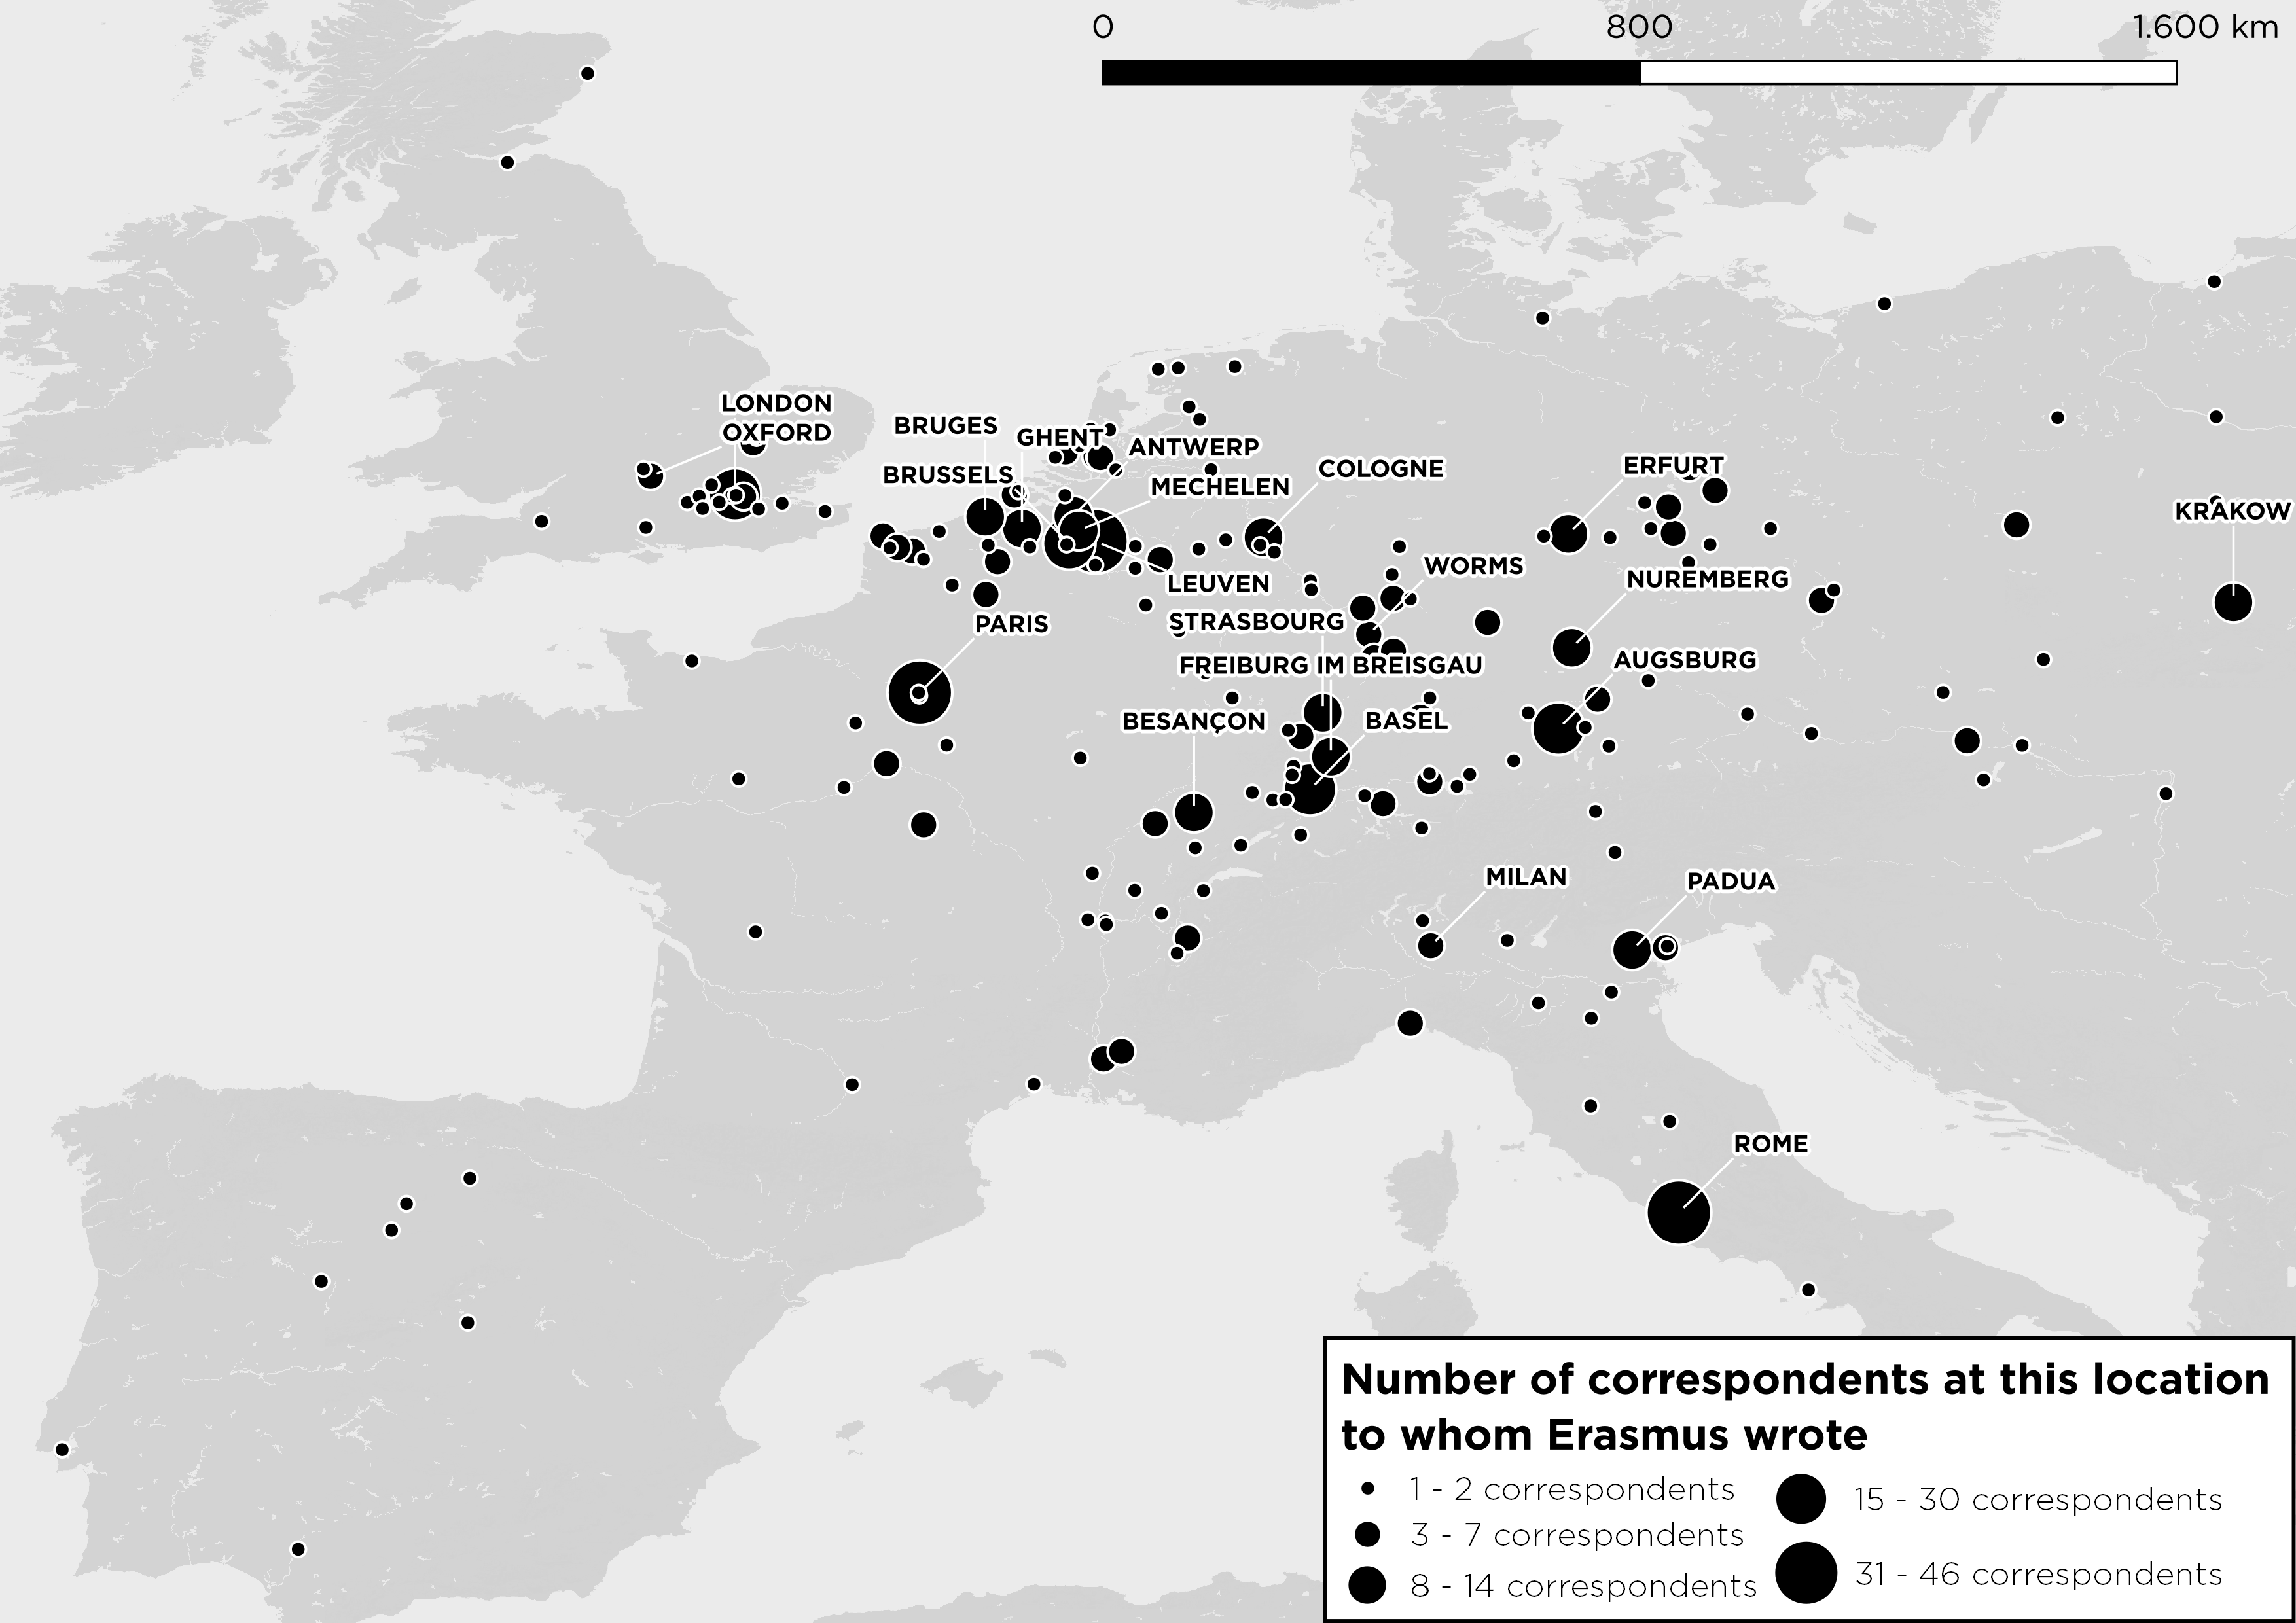 0 800 1.600 km
LONDON
OXFORD
BRUGES
GHENT
ANTWERP
BRUSSELS
MECHELEN
COLOGNE
ERFURT
KRAKOW
WORMS
LEUVEN
NUREMBERG
PARIS
STRASBOURG
AUGSBURG
FREIBURG IM BREISGAU
BESANÇON
BASEL
MILAN
PADUA
ROME
Number of correspondents at this location
to whom Erasmus wrote
1 - 2 correspondents
3 - 7 correspondents
8 - 14 correspondents
15 - 30 correspondents
31 - 46 correspondents